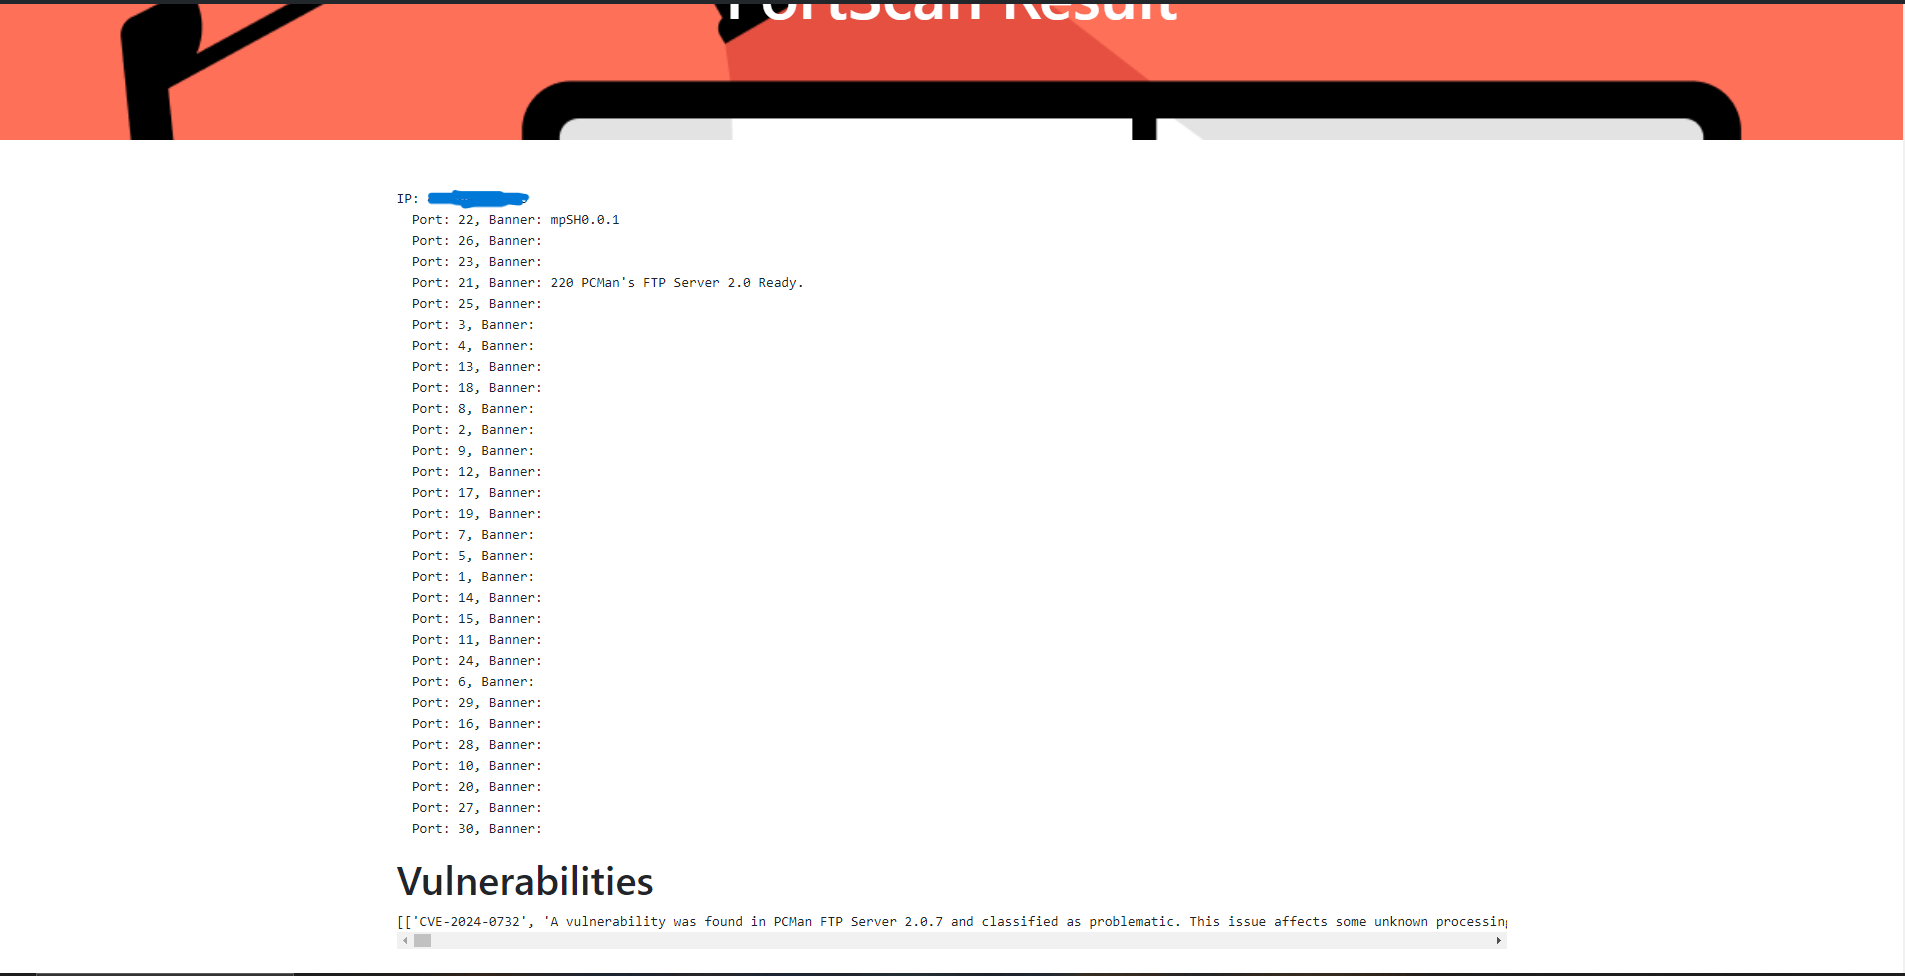 PortScan Result
IP:
Port: 22, Banner: mpSH0.0.1
Port: 26, Banner:
Port: 23, Banner:
Port: 21, Banner: 220 PCMan's FTP Server 2.0 Ready.
Port: 25, Banner:
Port: 3, Banner:
Port: 4, Banner:
Port: 13, Banner:
Port: 18, Banner:
Port: 8, Banner:
Port: 2, Banner:
Port: 9, Banner:
Port: 12, Banner:
Port: 17, Banner:
Port: 19, Banner:
Port: 7, Banner:
Port: 5, Banner:
Port: 1, Banner:
Port: 14, Banner:
Port: 15, Banner:
Port: 11, Banner:
Port: 24, Banner:
Port: 6, Banner:
Port: 29, Banner:
Port: 16, Banner:
Port: 28, Banner:
Port: 10, Banner:
Port: 20, Banner:
Port: 27, Banner:
Port: 30, Banner:
Vulnerabilities
[['CVE-2024-0732', 'A vulnerability was found in PCMan FTP Server 2.0.7 and classified as problematic. This issue affects some unknown processing